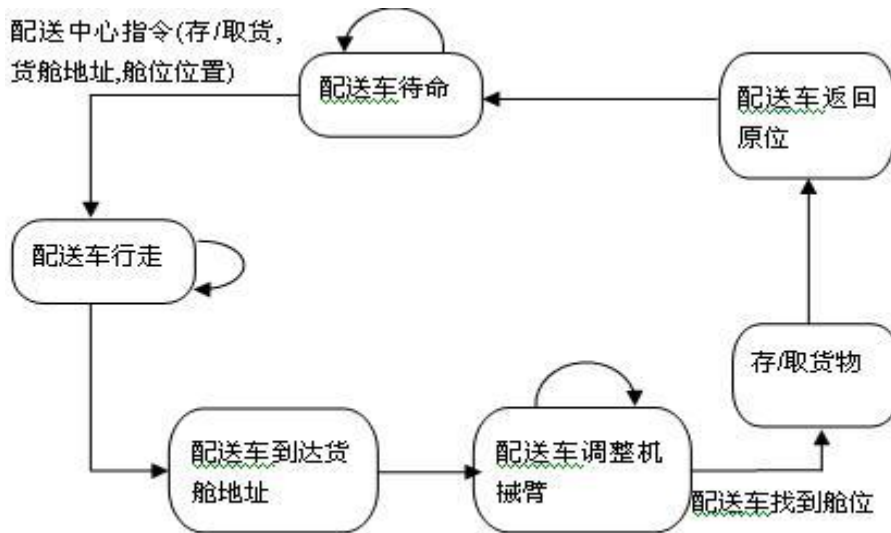 配送中心指令(存/取货,
货舱地址,舱位位置)
配送车待命
配送车返回
原位
配送车行走
存/取货物
配送车到达货
舱地址
配送车调整机
械臂
配送车找到舱位